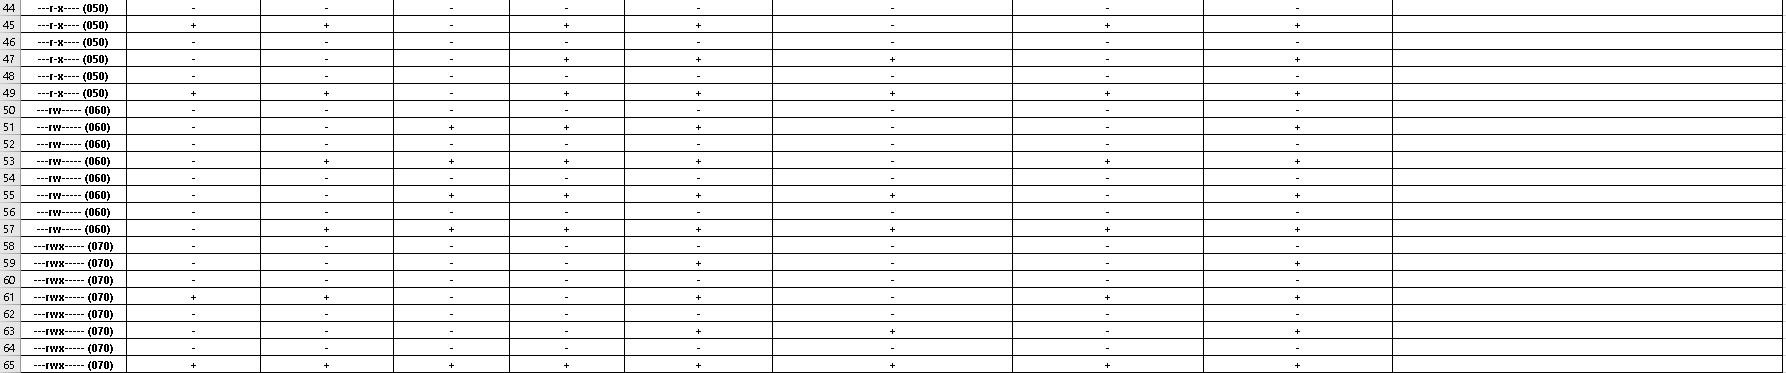 44 ---r-x---- (050) - - - - - - - -
45 ---r-x---- (050) + + - + + - + +
46 ---r-x---- (050) - - - - - - - -
47 ---r-x---- (050) - - - + + + - +
48 ---r-x---- (050) - - - - - - - -
49 ---r-x---- (050) + + - + + + + +
50 ---rw----- (060) - - - - - - - -
51 ---rw----- (060) - - + + + - - +
52 ---rw----- (060) - - - - - - - -
53 ---rw----- (060) - + + + + - + +
54 ---rw----- (060) - - - - - - - -
55 ---rw----- (060) - - + + + + - +
56 ---rw----- (060) - - - - - - - -
57 ---rw----- (060) - + + + + + + +
58 ---rwx----- (070) - - - - - - - -
59 ---rwx----- (070) - - - - + - - +
60 ---rwx----- (070) - - - - - - - -
61 ---rwx----- (070) + + - - + - + +
62 ---rwx----- (070) - - - - - - - -
63 ---rwx----- (070) - - - - + + - +
64 ---rwx----- (070) - - - - - - - -
65 ---rwx----- (070) + + + + + + + +